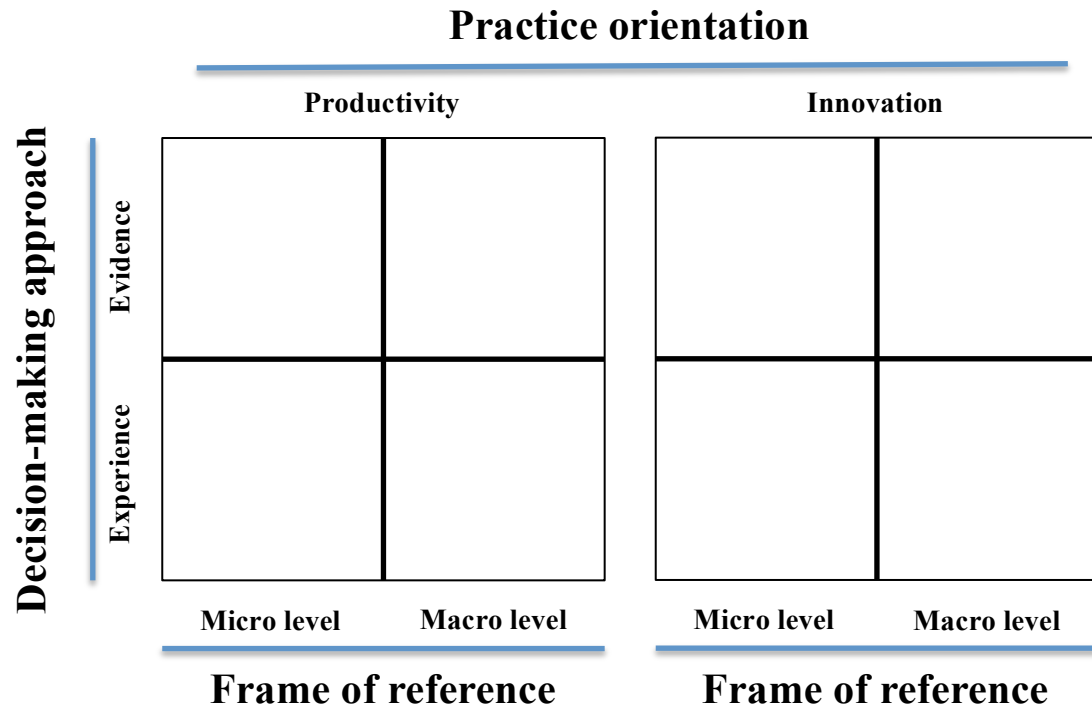 Practice orientation
Productivity
Innovation
Decision-making approach
Evidence
Experience
Micro level
Macro level
Micro level
Macro level
Frame of reference
Frame of reference